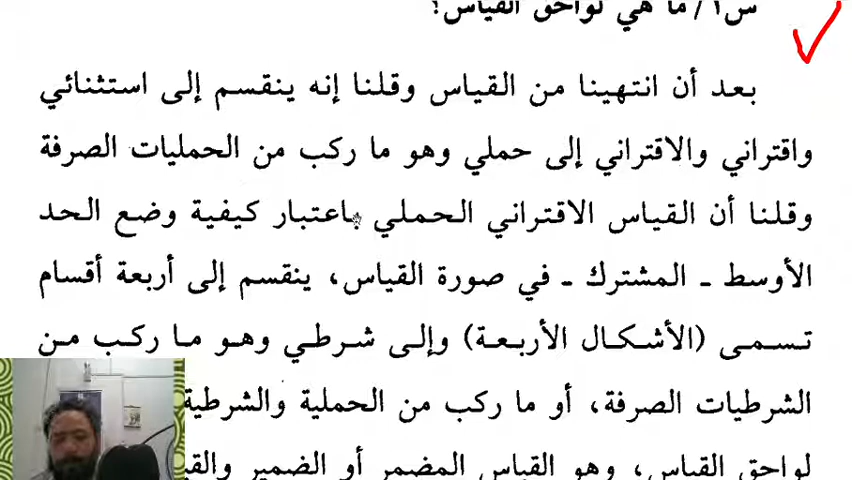 س١/ ما هي لواحق القياس؟
بعد أن انتهينا من القياس وقلنا إنه ينقسم إلى استثنائي
واقتراني والاقتراني إلى حملي وهو ما ركب من الحمليات الصرفة
وقلنا أن القياس الاقتراني الحملي باعتبار كيفية وضع الحد
الأوسط ـ المشترك ـ في صورة القياس، ينقسم إلى أربعة أقسام
تسمى (الأشكال الأربعة) وإلى شرطي وهو ما ركب من
الشرطيات الصرفة، أو ما ركب من الحملية والشرطية
لواحق القياس، وهو القياس المضمر أو الضمير